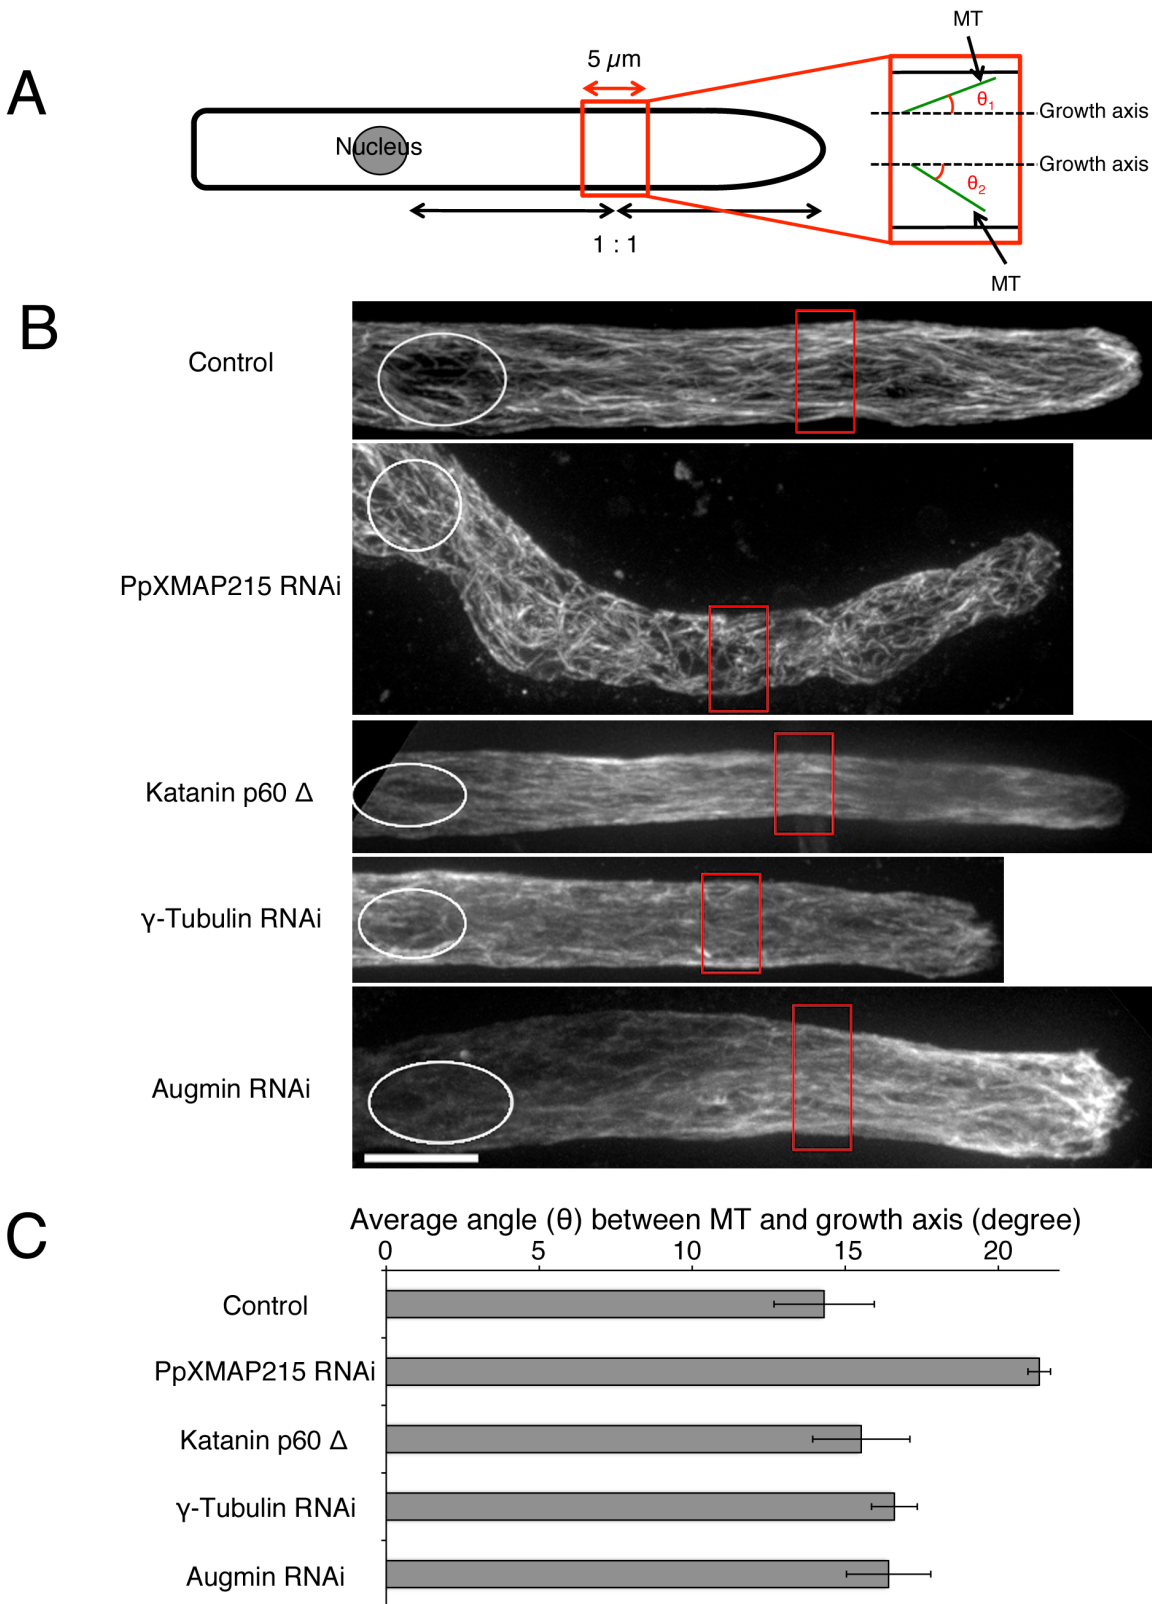 A
5 μm
MT
θ1
Growth axis
Nucleus
Growth axis
θ2
1 : 1
MT
B
Control
PpXMAP215 RNAi
Katanin p60 Δ
γ-Tubulin RNAi
Augmin RNAi
C
Average angle (θ) between MT and growth axis (degree)
0 5 10 15 20
Control
PpXMAP215 RNAi
Katanin p60 Δ
γ-Tubulin RNAi
Augmin RNAi